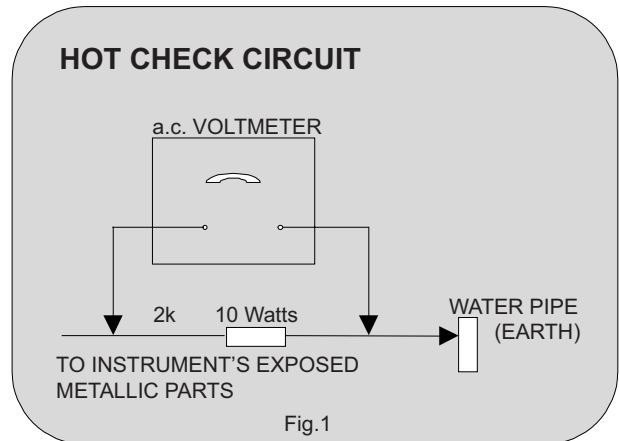 HOT CHECK CIRCUIT
a.c. VOLTMETER
2k 10 Watts
WATER PIPE
(EARTH)
TO INSTRUMENT'S EXPOSED
METALLIC PARTS
Fig.1